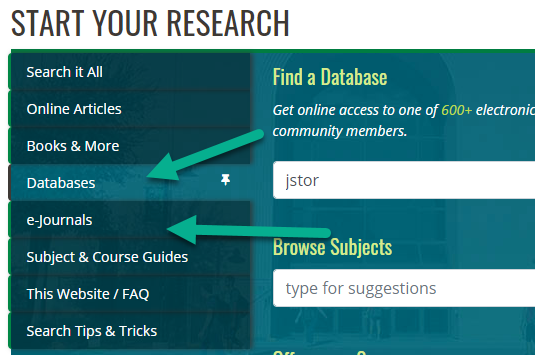 START YOUR RESEARCH
Search it All
Online Articles
Books & More
Databases
e-Journals
Subject & Course Guides
This Website / FAQ
Search Tips & Tricks
Find a Database
Get online access to one of 600+ electronic
community members.
jstor
Browse Subjects
type for suggestions